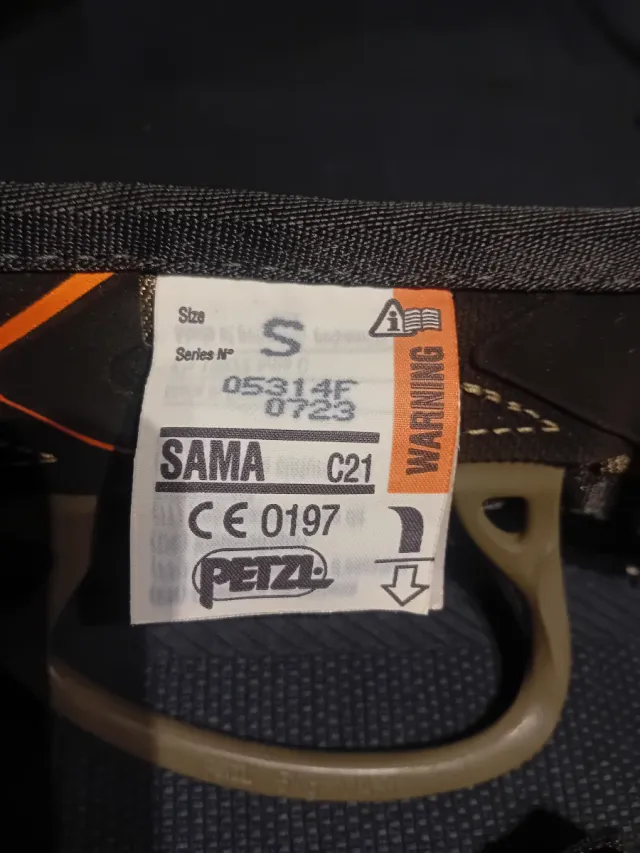 Size S
Series N°
05314F
0723
WARNING
SAMA C21
CE 0197
PETZL